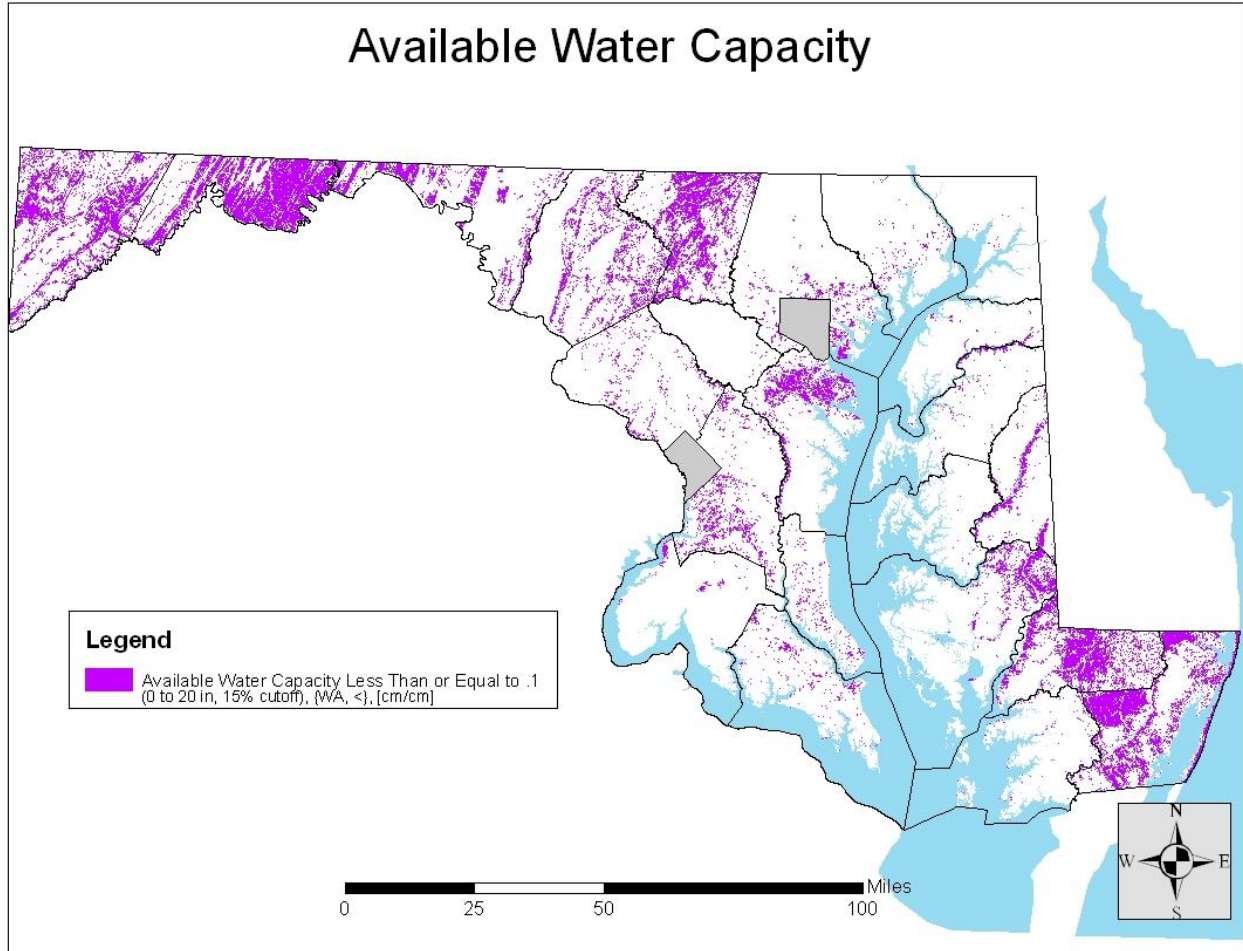 Available Water Capacity
Legend
Available Water Capacity Less Than or Equal to .1
(0 to 20 in, 15% cutoff), {WA, <}, [cm/cm]
Miles
0 25 50 100
N
W E
S